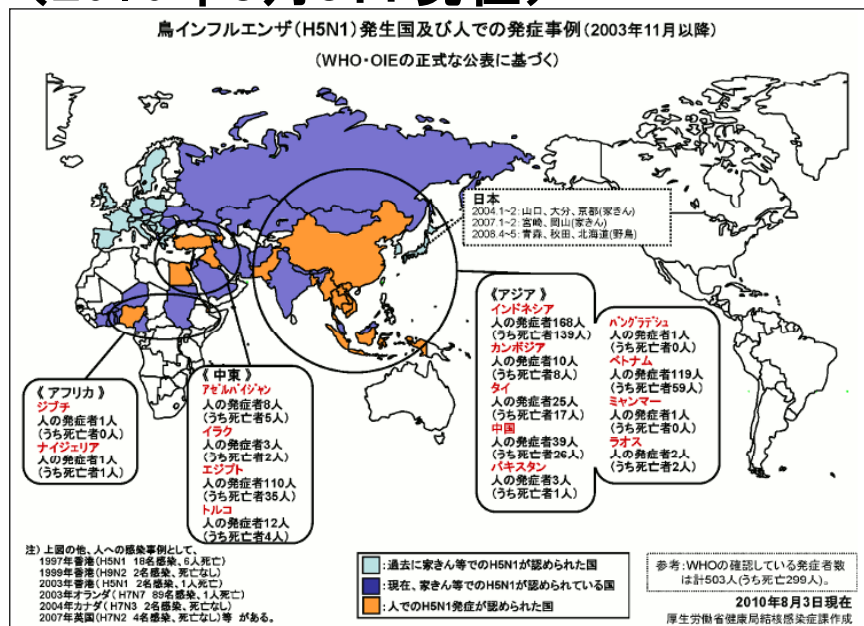 鳥インフルエンザ(H5N1)発生国及び人での発症事例(2003年11月以降)
(WHO・OIEの正式な公表に基づく)
日本
2004.1~2:山口、大分、京都(家きん)
2007.1~2:宮崎、岡山(家きん)
2008.4~5:青森、秋田、北海道(野鳥)
《アジア》
インドネシア
人の発症者168人
(うち死亡者139人)
カンボジア
人の発症者10人
(うち死亡者8人)
タイ
人の発症者25人
(うち死亡者17人)
中国
人の発症者39人
(うち死亡者26人)
パキスタン
人の発症者3人
(うち死亡者1人)
バングラデシュ
人の発症者1人
(うち死亡者0人)
ベトナム
人の発症者119人
(うち死亡者59人)
ミャンマー
人の発症者1人
(うち死亡者0人)
ラオス
人の発症者2人
(うち死亡者2人)
《中東》
アゼルバイジャン
人の発症者8人
(うち死亡者5人)
イラク
人の発症者3人
(うち死亡者2人)
エジプト
人の発症者110人
(うち死亡者35人)
トルコ
人の発症者12人
(うち死亡者4人)
《アフリカ》
ジブチ
人の発症者1人
(うち死亡者0人)
ナイジェリア
人の発症者1人
(うち死亡者1人)
注)上図の他、人への感染事例として、
1997年香港(H5N1 18名感染、6人死亡)
1999年香港(H9N2 2名感染、死亡なし)
2003年香港(H5N1 2名感染、1人死亡)
2003年オランダ(H7N7 89名感染、1人死亡)
2004年カナダ(H7N3 2名感染、死亡なし)
2007年英国(H7N2 4名感染、死亡なし)等 がある。
:過去に家きん等でのH5N1が認められた国
:現在、家きん等でのH5N1が認められている国
:人でのH5N1発症が認められた国
参考:WHOの確認している発症者数
は計503人(うち死亡299人)。
2010年8月3日現在
厚生労働省健康局結核感染症課作成